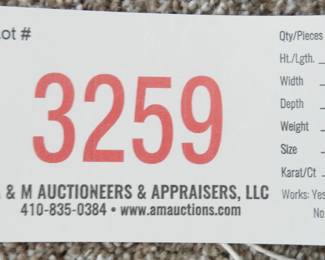 Lot #
3259
& M AUCTIONEERS & APPRAISERS, LLC
410-835-0384 • www.amauctions.com
Qty/Pieces
Ht./Lgth.
Width
Depth
Weight
Size
Karat/Ct
Works: Yes
No